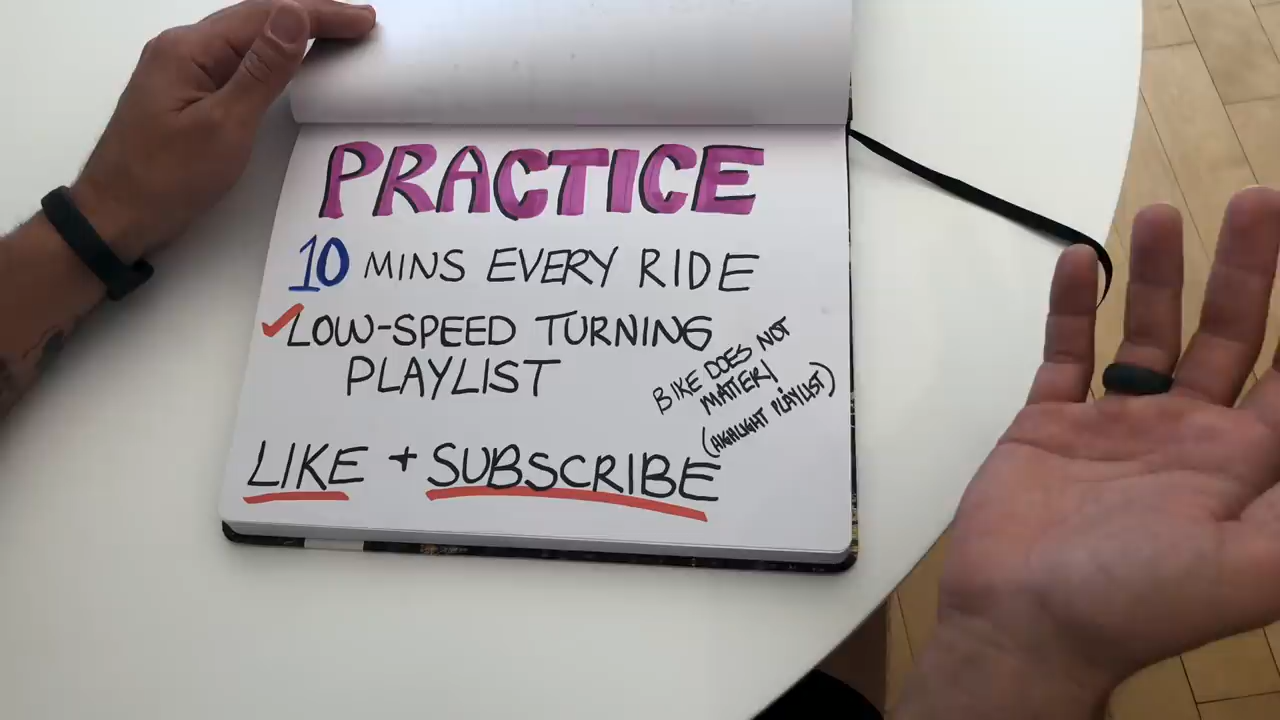 PRACTICE
10 MINS EVERY RIDE
LOW-SPEED TURNING
PLAYLIST
BIKE DOES NOT
MATTER!
(HIGHLIGHT PLAYLIST)
LIKE + SUBSCRIBE